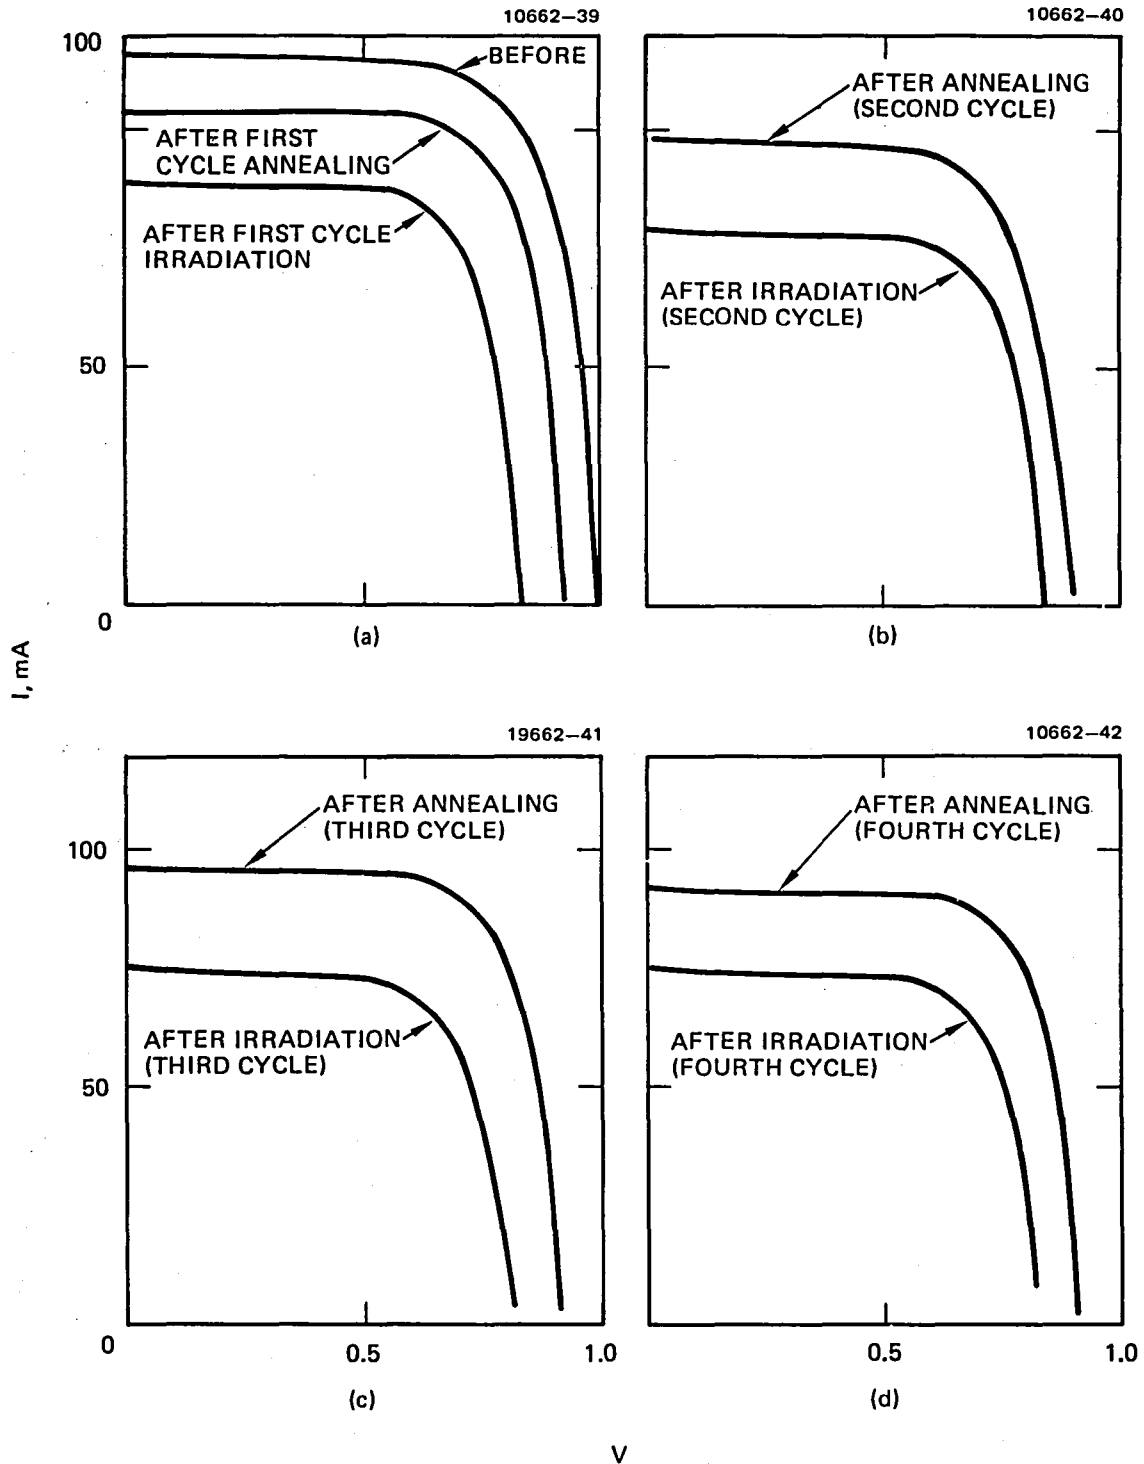 10662–39
100
BEFORE
AFTER FIRST
CYCLE ANNEALING
AFTER FIRST CYCLE
IRRADIATION
50
0
(a)
10662–40
AFTER ANNEALING
(SECOND CYCLE)
AFTER IRRADIATION
(SECOND CYCLE)
(b)
I, mA
19662–41
AFTER ANNEALING
(THIRD CYCLE)
100
AFTER IRRADIATION
(THIRD CYCLE)
50
0
0.5
1.0
(c)
10662–42
AFTER ANNEALING
(FOURTH CYCLE)
AFTER IRRADIATION
(FOURTH CYCLE)
0.5
1.0
(d)
V